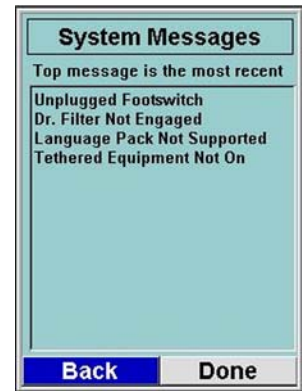 System Messages
Top message is the most recent
Unplugged Footswitch
Dr. Filter Not Engaged
Language Pack Not Supported
Tethered Equipment Not On
Back Done